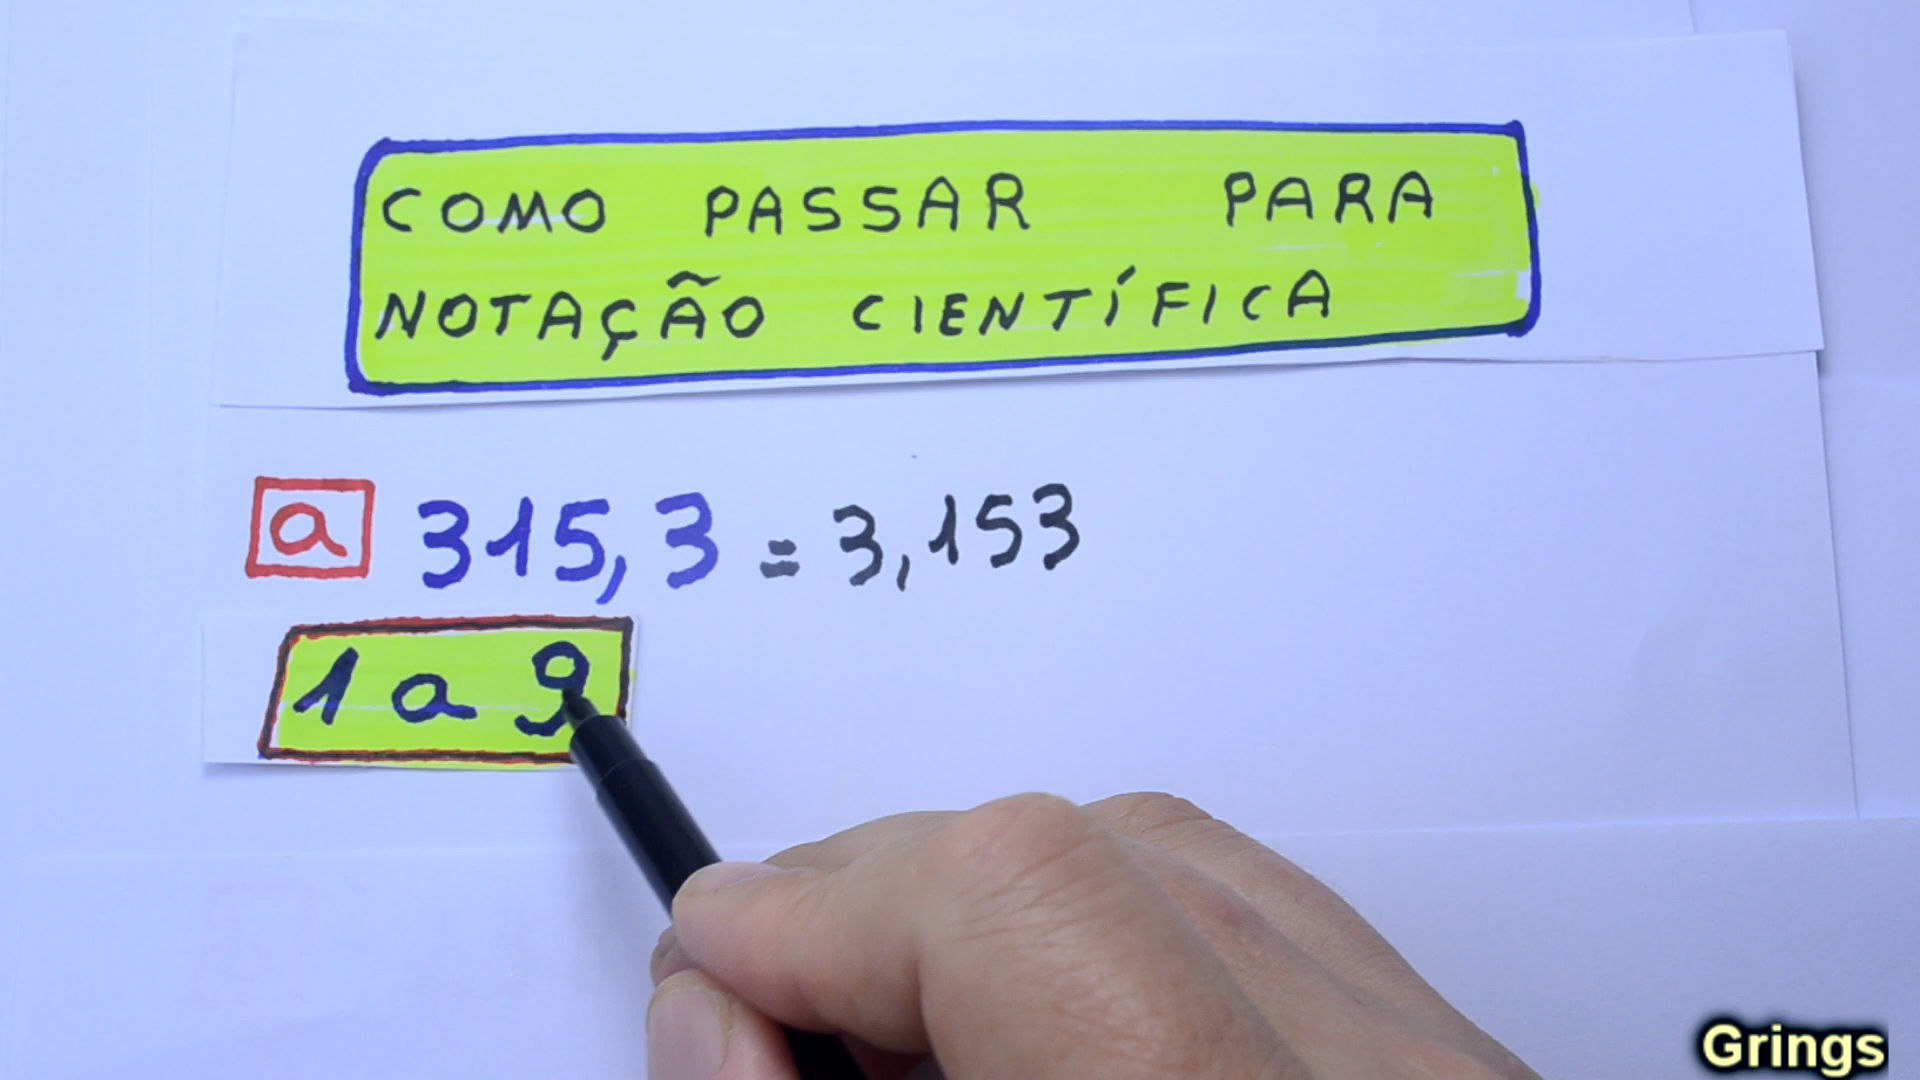 COMO PASSAR PARA
NOTAÇÃO CIENTÍFICA
a 315,3 = 3,153
1 a 9
Grings